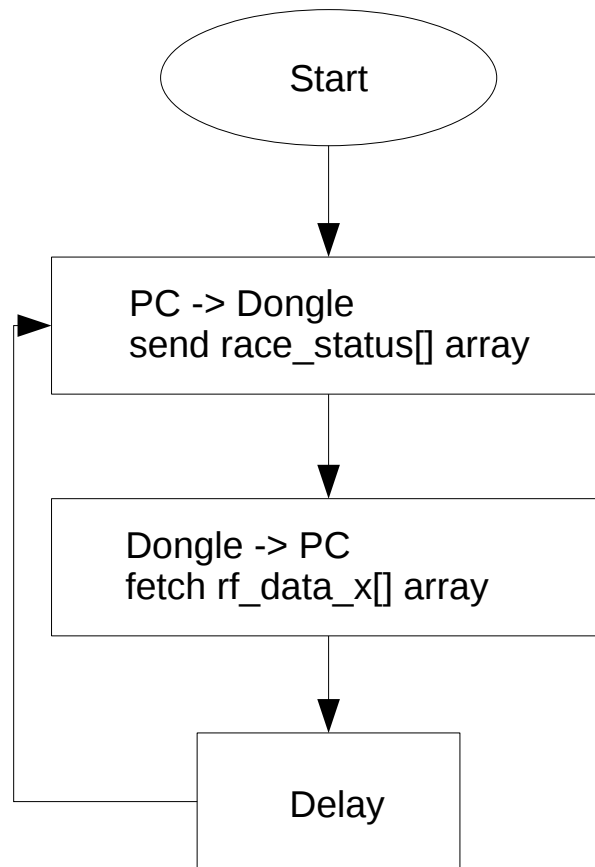 Start
PC -> Dongle
send race_status[] array
Dongle -> PC
fetch rf_data_x[] array
Delay